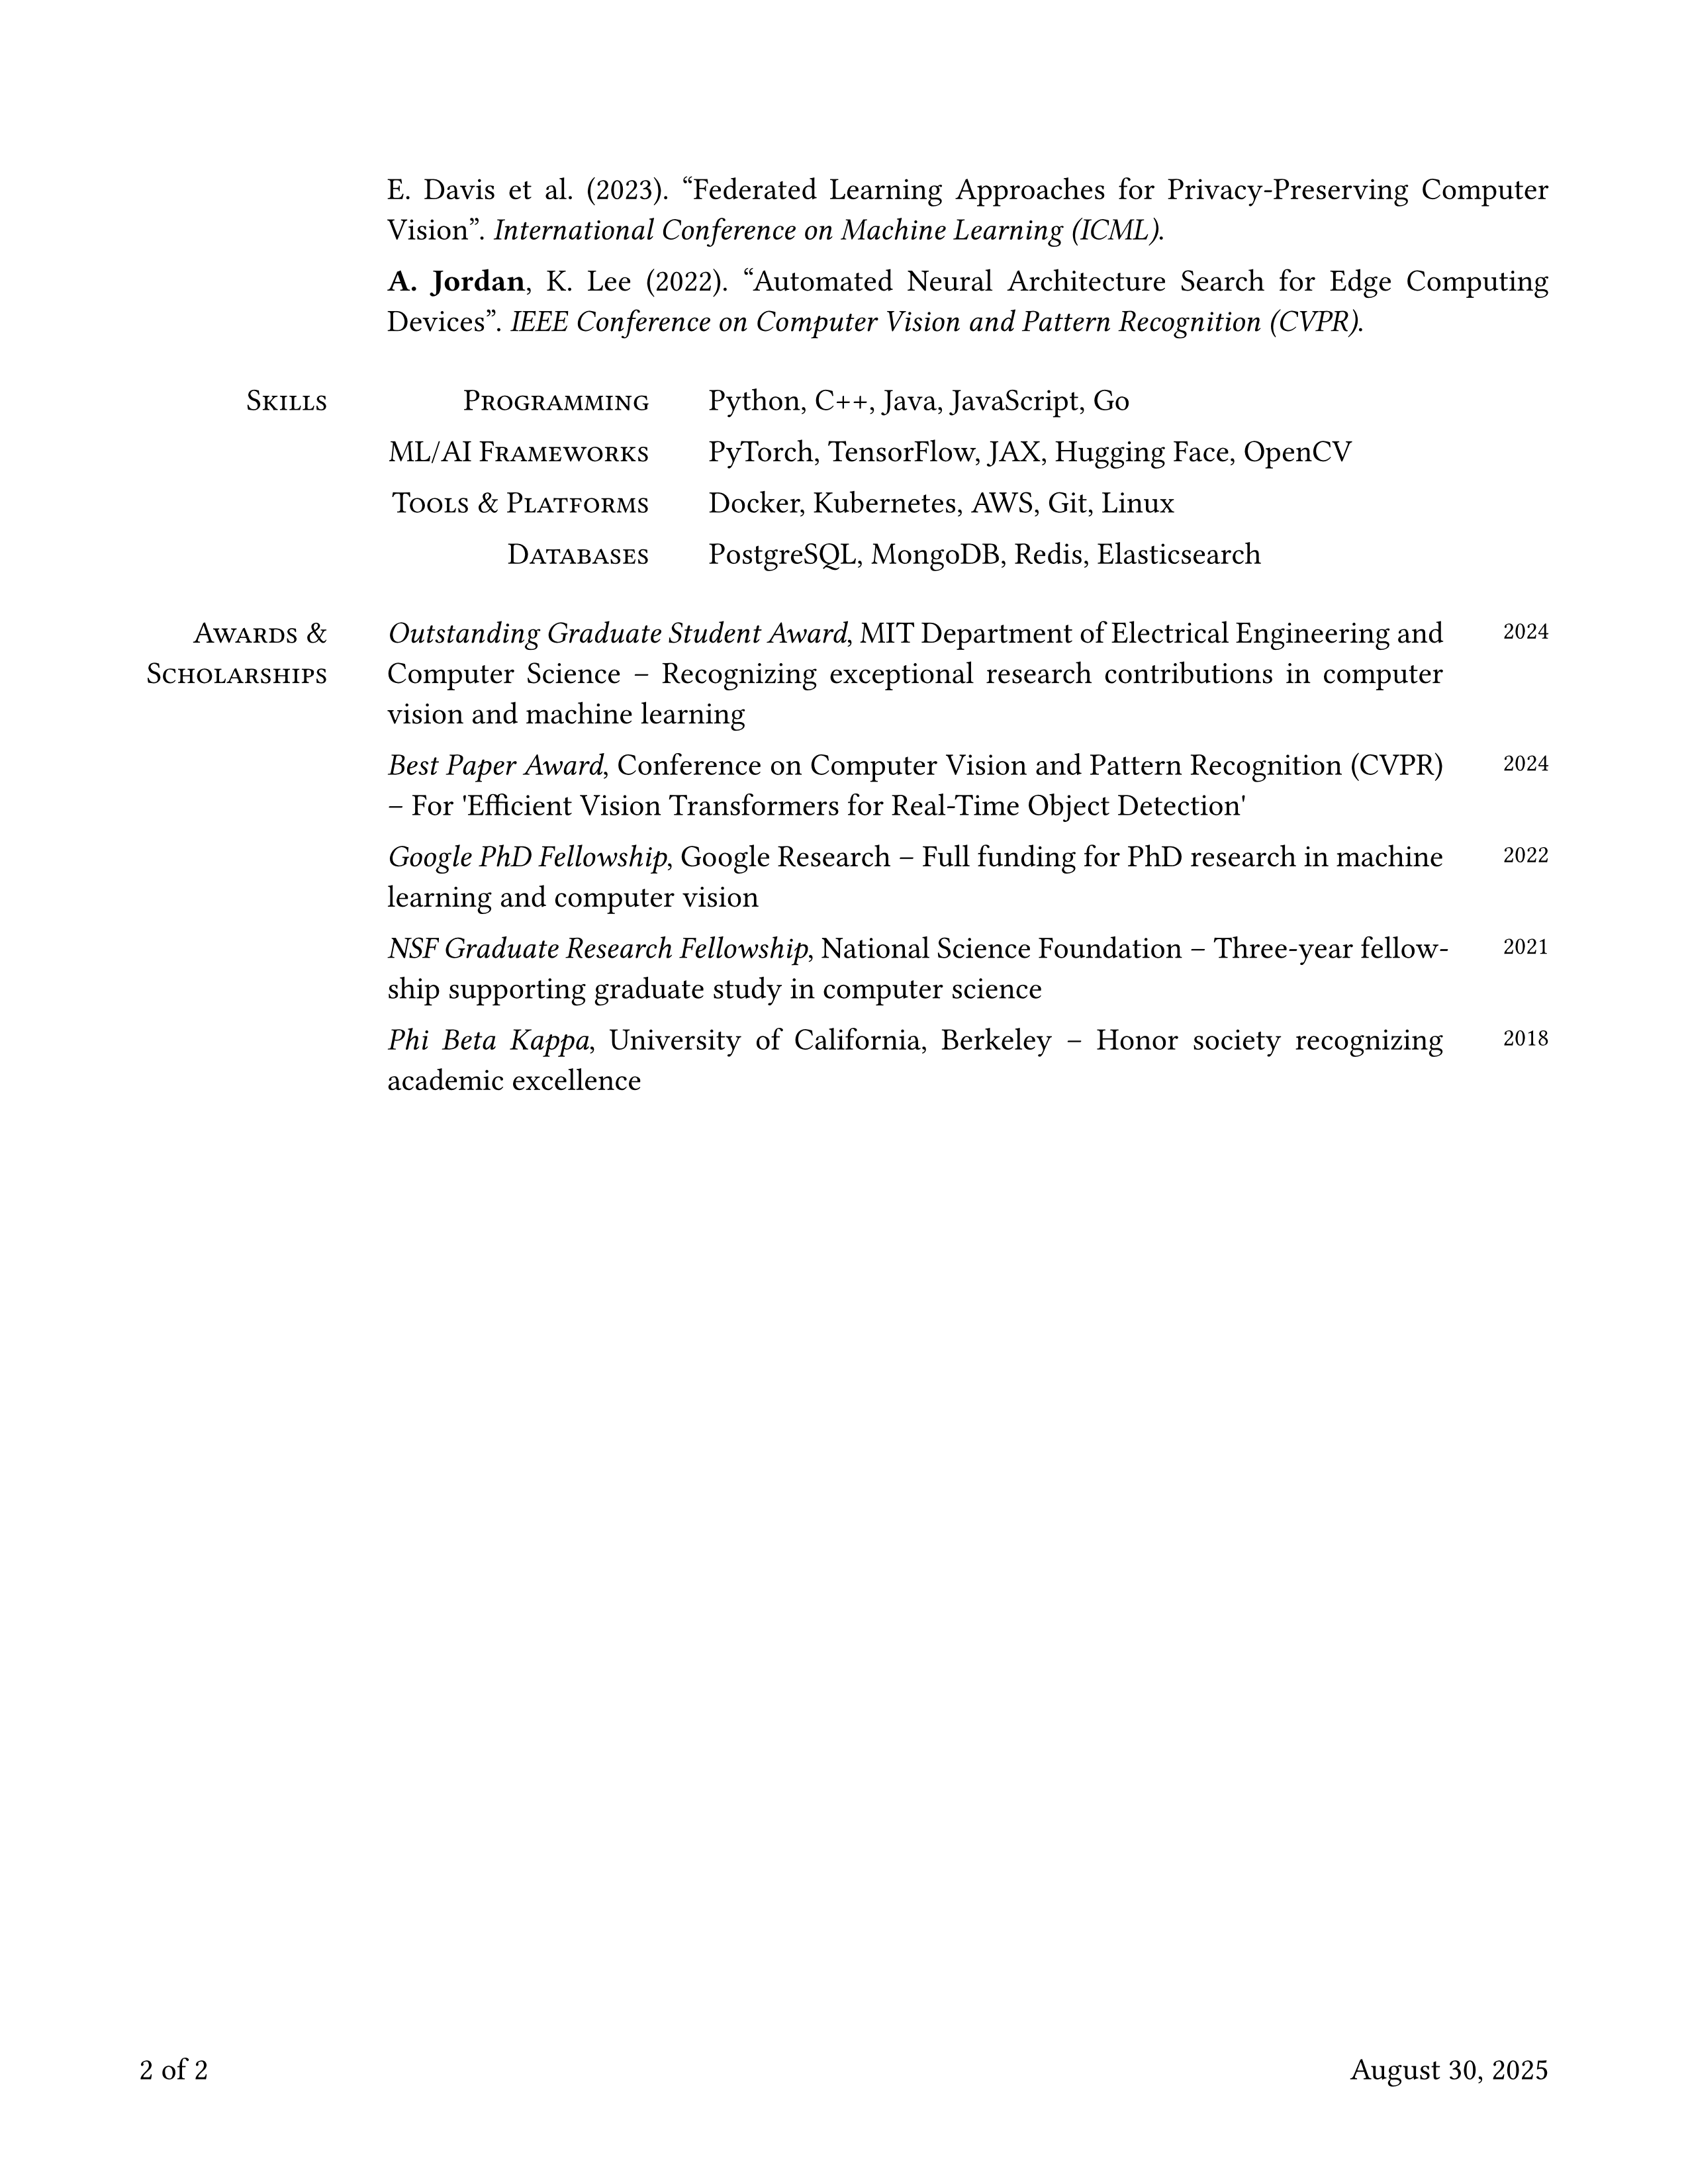 E. Davis et al. (2023). “Federated Learning Approaches for Privacy-Preserving Computer
Vision”. International Conference on Machine Learning (ICML).
A. Jordan, K. Lee (2022). “Automated Neural Architecture Search for Edge Computing
Devices”. IEEE Conference on Computer Vision and Pattern Recognition (CVPR).
Skills Programming Python, C++, Java, JavaScript, Go
ML/AI Frameworks PyTorch, TensorFlow, JAX, Hugging Face, OpenCV
Tools & Platforms Docker, Kubernetes, AWS, Git, Linux
Databases PostgreSQL, MongoDB, Redis, Elasticsearch
Awards &
Scholarships
Outstanding Graduate Student Award, MIT Department of Electrical Engineering and 2024
Computer Science – Recognizing exceptional research contributions in computer
vision and machine learning
Best Paper Award, Conference on Computer Vision and Pattern Recognition (CVPR) 2024
– For 'Efficient Vision Transformers for Real-Time Object Detection'
Google PhD Fellowship, Google Research – Full funding for PhD research in machine 2022
learning and computer vision
NSF Graduate Research Fellowship, National Science Foundation – Three-year fellow- 2021
ship supporting graduate study in computer science
Phi Beta Kappa, University of California, Berkeley – Honor society recognizing 2018
academic excellence
2 of 2 August 30, 2025